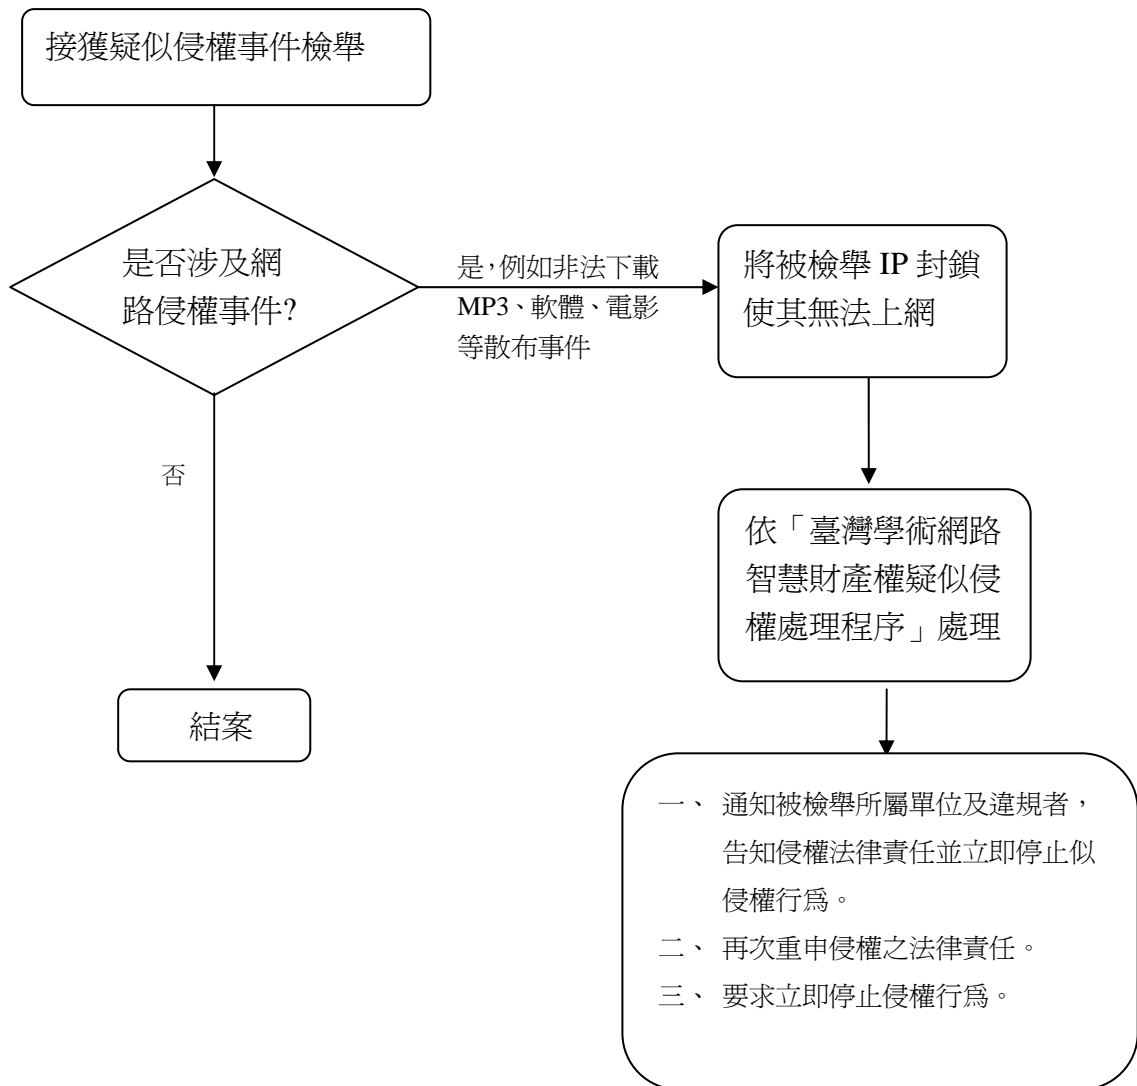 接獲疑似侵權事件檢舉
是否涉及網
路侵權事件?
是,例如非法下載
MP3、軟體、電影
等散布事件
將被檢舉 IP 封鎖
使其無法上網
否
依「臺灣學術網路
智慧財產權疑似侵
權處理程序」處理
結案
一、 通知被檢舉所屬單位及違規者，
告知侵權法律責任並立即停止似
侵權行為。
二、 再次重申侵權之法律責任。
三、 要求立即停止侵權行為。